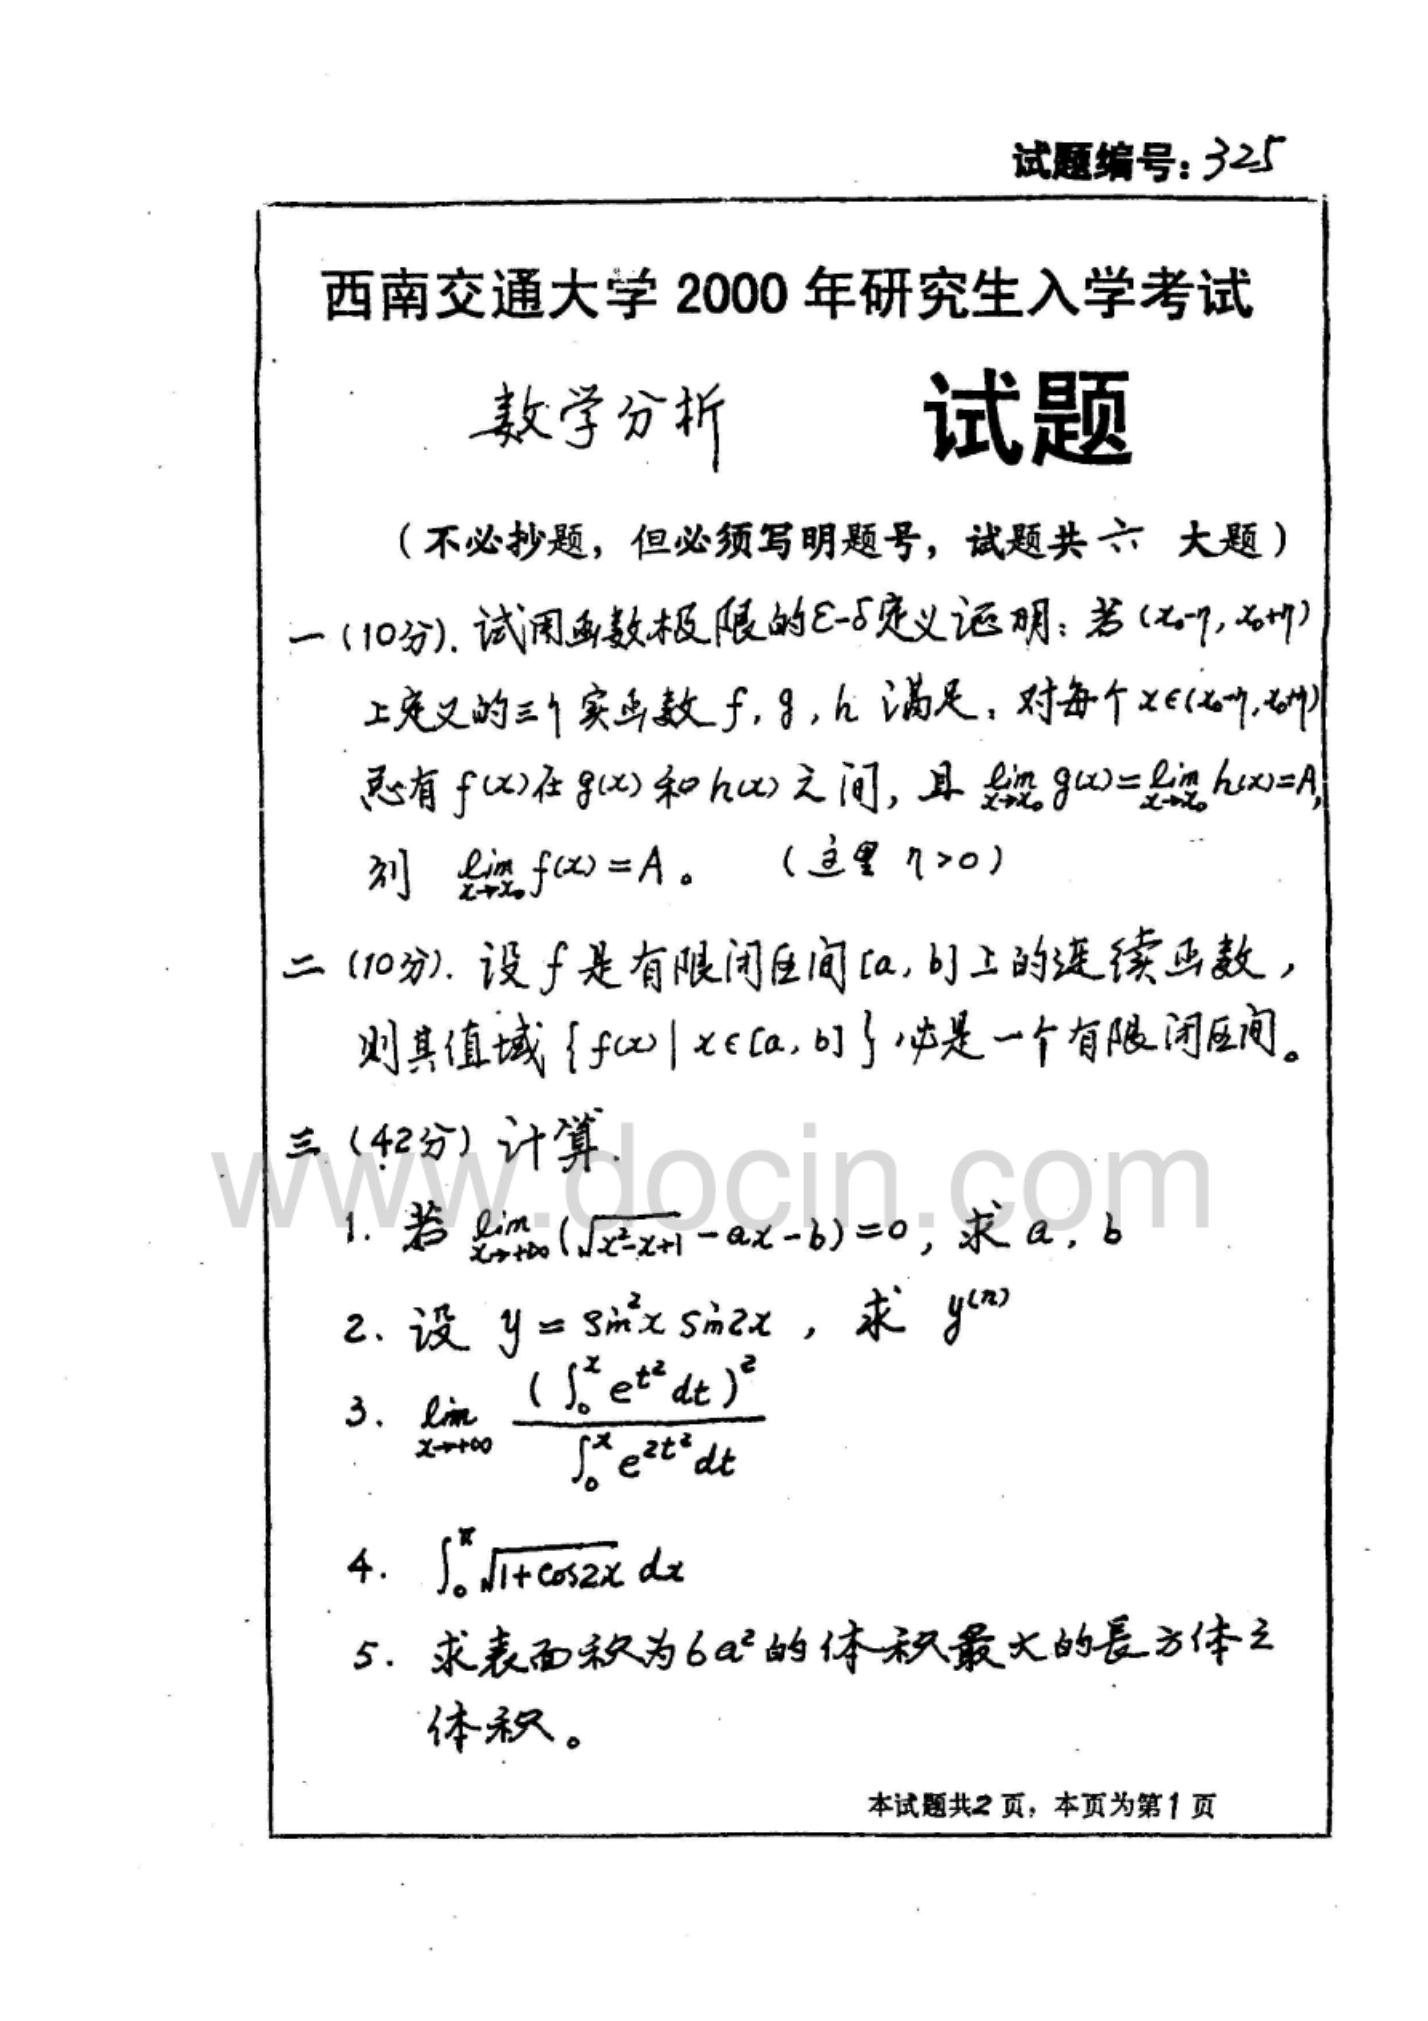 试题编号:325
西南交通大学 2000 年研究生入学考试
数学分析 试题
(不必抄题,但必须写明题号,试题共 六 大题)
一(10分). 试用函数极限的ε-δ定义证明:若(x₀-η, x₀+η)
上定义的三个实函数 f, g, h 满足:对每个 x∈(x₀-η, x₀+η)
总有 f(x)在 g(x) 和 h(x) 之间, 且 lim_{x→x₀} g(x)=lim_{x→x₀} h(x)=A,
则 lim_{x→x₀} f(x)=A。 (这里 η>0)
二(10分). 设 f 是有限闭区间[a, b]上的连续函数,
则其值域 {f(x)|x∈[a, b]} 必是一个有限闭区间。
三(42分) 计算.
www.docin.com
1. 若 lim_{x→+∞} (√(x²-x+1) -ax-b)=0, 求 a, b
2. 设 y = sin²x sin2x , 求 y⁽ⁿ⁾
3. lim_{x→+∞} (∫₀ˣ e^{t²} dt)² / ∫₀ˣ e^{2t²} dt
4. ∫₀^π √(1+cos2x) dx
5. 求表面积为6a²的体积最大的長方体之
体积。
本试题共2 页,本页为第1 页